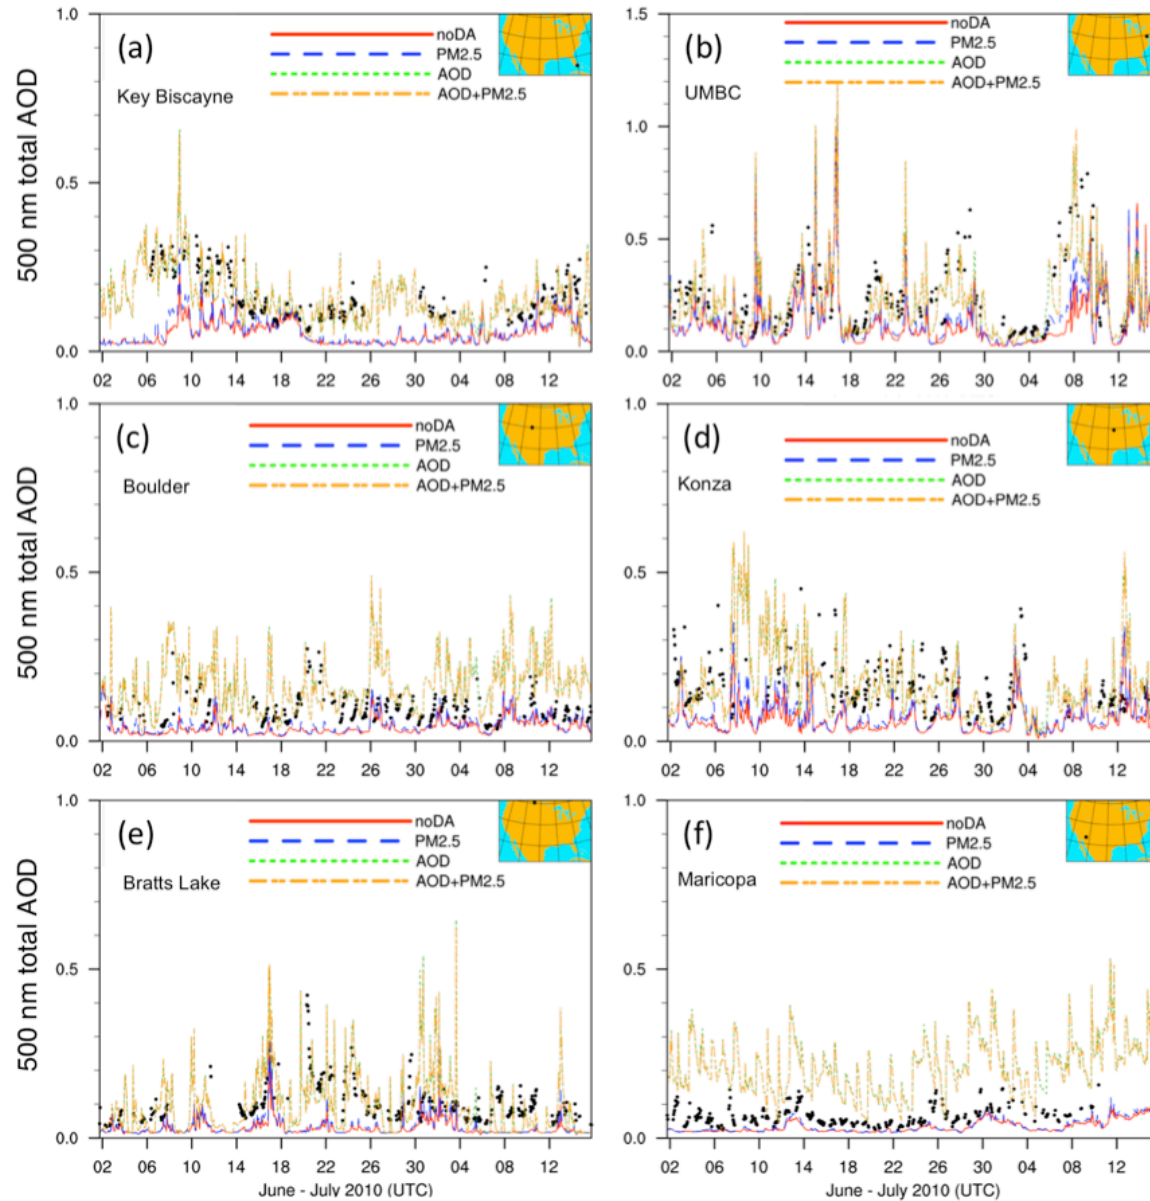 500 nm total AOD
1.0
0.5
0.0
(a)
Key Biscayne
noDA
PM2.5
AOD
AOD+PM2.5
02 06 10 14 18 22 26 30 04 08 12
1.5
1.0
0.5
0.0
(b)
UMBC
noDA
PM2.5
AOD
AOD+PM2.5
02 06 10 14 18 22 26 30 04 08 12
500 nm total AOD
1.0
0.5
0.0
(c)
Boulder
noDA
PM2.5
AOD
AOD+PM2.5
02 06 10 14 18 22 26 30 04 08 12
1.0
0.5
0.0
(d)
Konza
noDA
PM2.5
AOD
AOD+PM2.5
02 06 10 14 18 22 26 30 04 08 12
500 nm total AOD
1.0
0.5
0.0
(e)
Bratts Lake
noDA
PM2.5
AOD
AOD+PM2.5
02 06 10 14 18 22 26 30 04 08 12
June - July 2010 (UTC)
1.0
0.5
0.0
(f)
Maricopa
noDA
PM2.5
AOD
AOD+PM2.5
02 06 10 14 18 22 26 30 04 08 12
June - July 2010 (UTC)